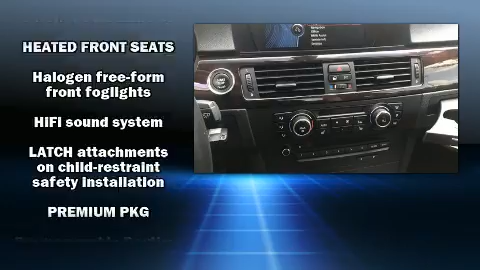 HEATED FRONT SEATS
Halogen free-form
front foglights
HIFI sound system
LATCH attachments
on child-restraint
safety installation
PREMIUM PKG